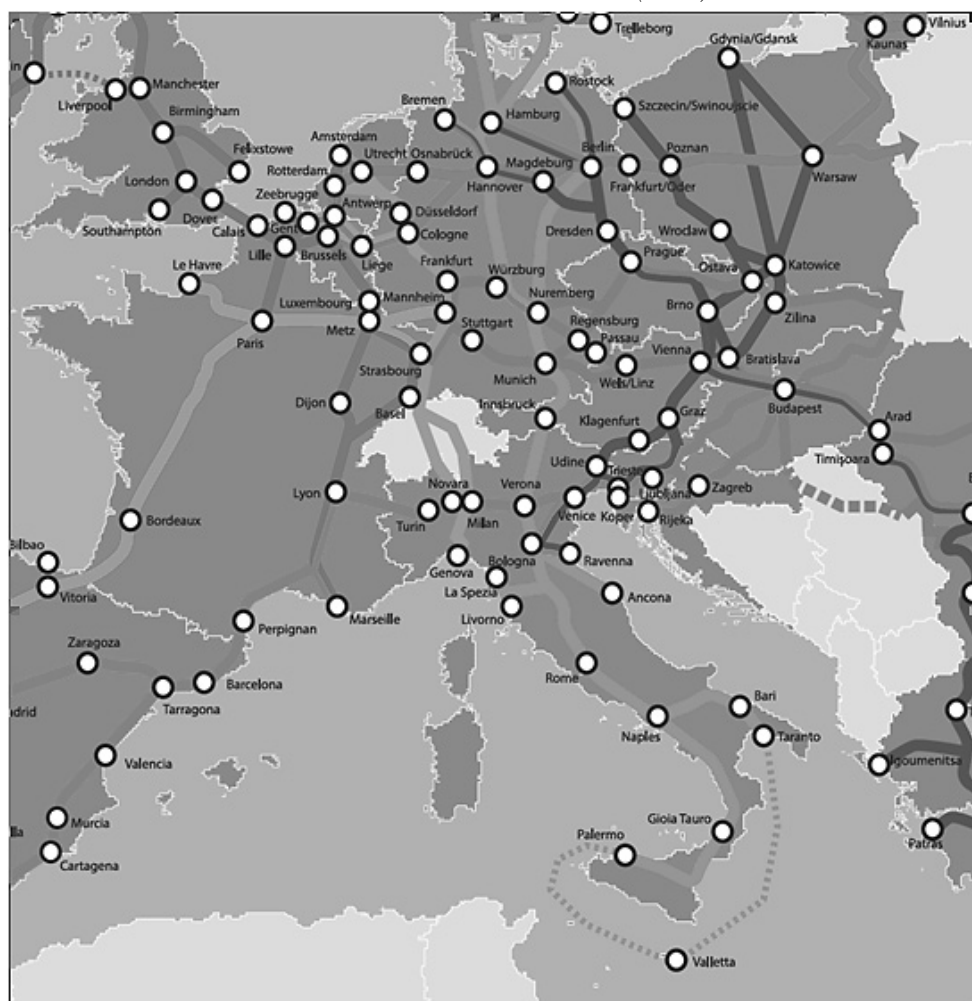 Trelleborg
Vilnius
Kaunas
Gdynia/Gdansk
Manchester
Liverpool
Rostock
Szczecin/Swinoujscie
Bremen
Hamburg
Birmingham
Felixstowe
Amsterdam
Utrecht
Osnabrück
Magdeburg
Berlin
Poznan
Warsaw
Rotterdam
Hannover
Frankfurt/Oder
London
Zeebrugge
Antwerp
Düsseldorf
Southampton
Dover
Calais
Gent
Cologne
Dresden
Wroclaw
Lille
Brussels
Liege
Frankfurt
Würzburg
Prague
Ostava
Katowice
Le Havre
Luxembourg
Mannheim
Nuremberg
Brno
Zilina
Paris
Metz
Stuttgart
Regensburg
Passau
Strasbourg
Munich
Wels/Linz
Vienna
Bratislava
Dijon
Basel
Innsbruck
Klagenfurt
Graz
Budapest
Arad
Timişoara
Udine
Trieste
Lyon
Novara
Verona
Ljubljana
Zagreb
Turin
Milan
Venice
Koper
Rijeka
Bordeaux
Bilbao
Genova
Bologna
Ravenna
Vitoria
La Spezia
Ancona
Livorno
Marseille
Perpignan
Zaragoza
Rome
Barcelona
Tarragona
drid
Naples
Bari
Taranto
Valencia
Igoumenitsa
Murcia
Gioia Tauro
Palermo
Patras
Cartagena
Valletta